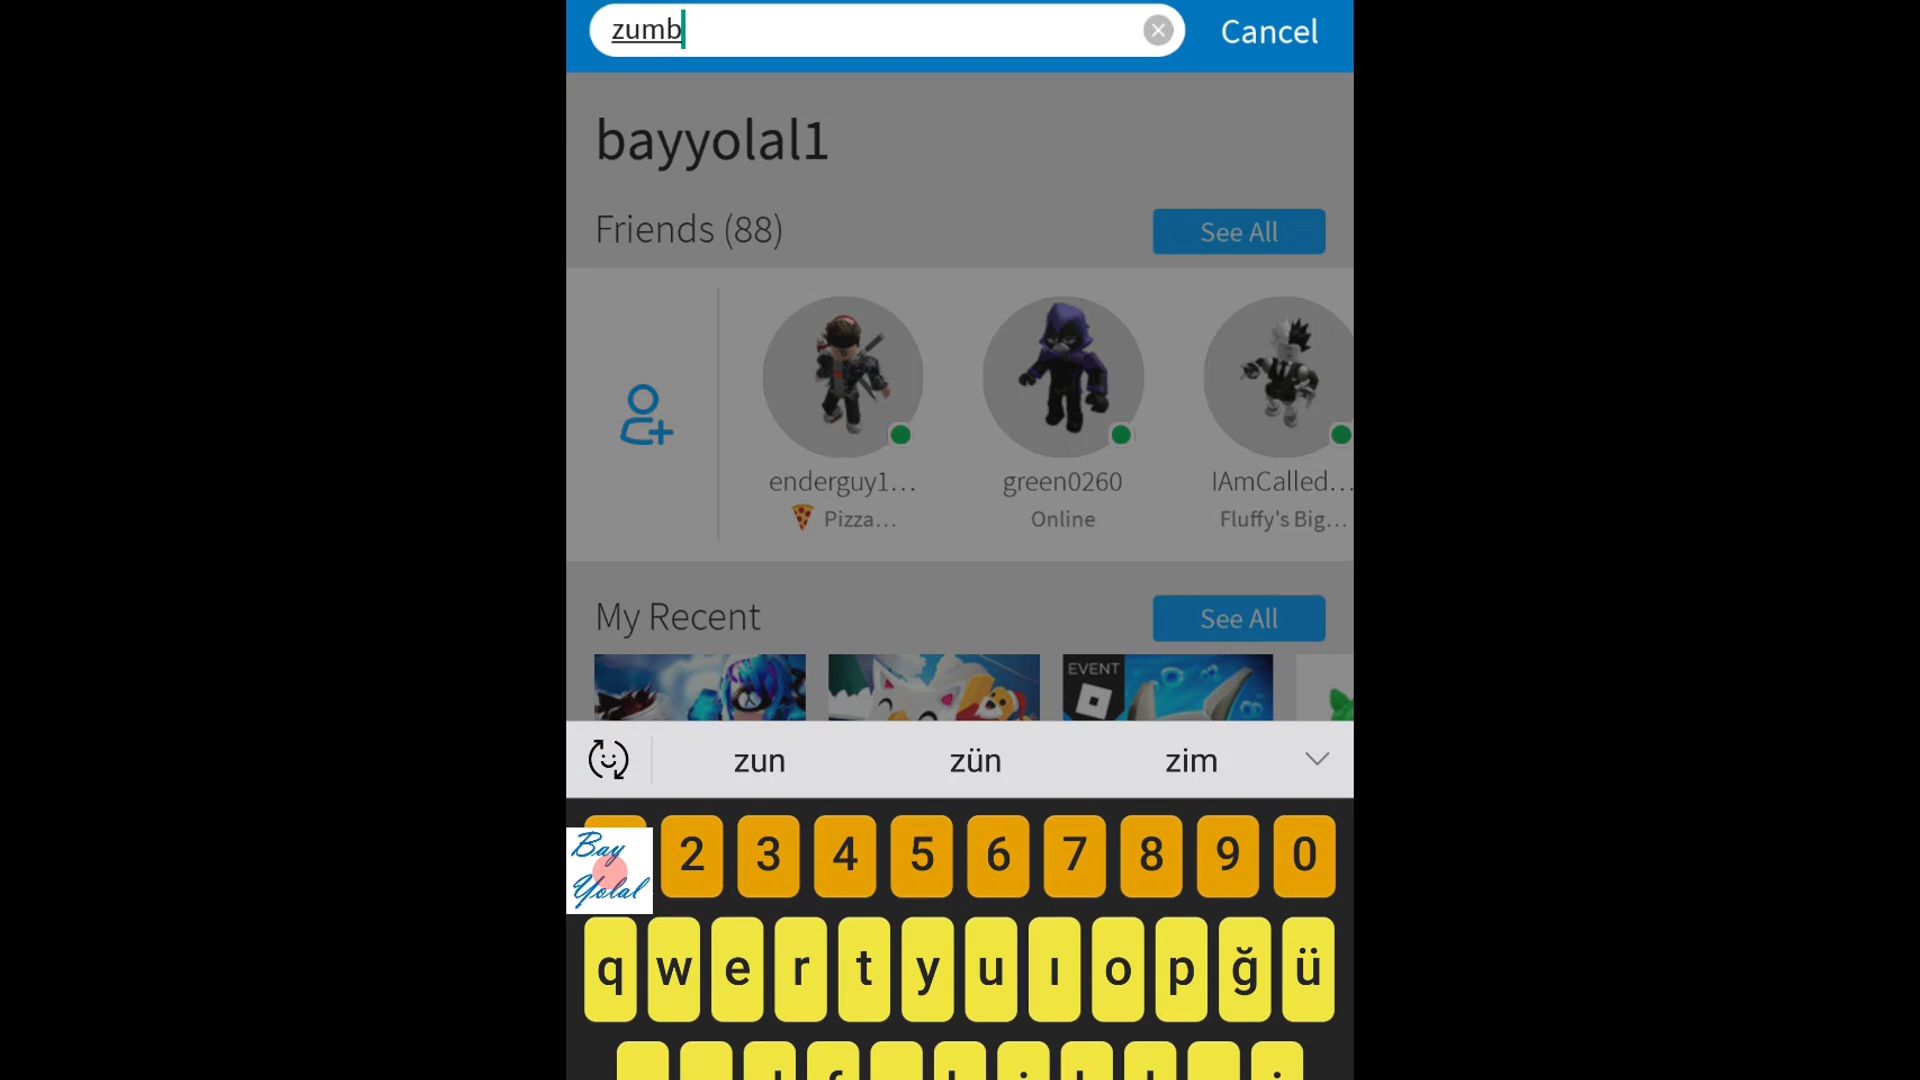 zumb
Cancel
bayyolal1
Friends (88)
See All
enderguy1...
green0260
IAmCalled...
Pizza...
Online
Fluffy's Big...
My Recent
See All
EVENT
zun zün zim
Bay
Yolal
2 3 4 5 6 7 8 9 0
q w e r t y u ı o p ğ ü